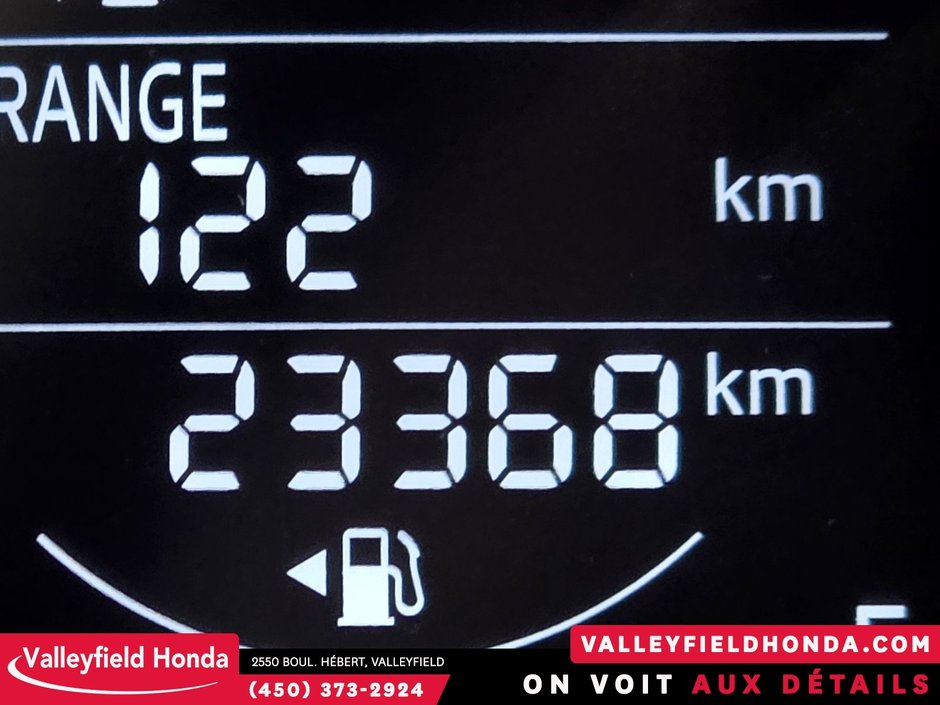 RANGE
122 km
23368 km
Valleyfield Honda
2550 BOUL. HÉBERT, VALLEYFIELD
(450) 373-2924
VALLEYFIELDHONDA.COM
ON VOIT AUX DÉTAILS